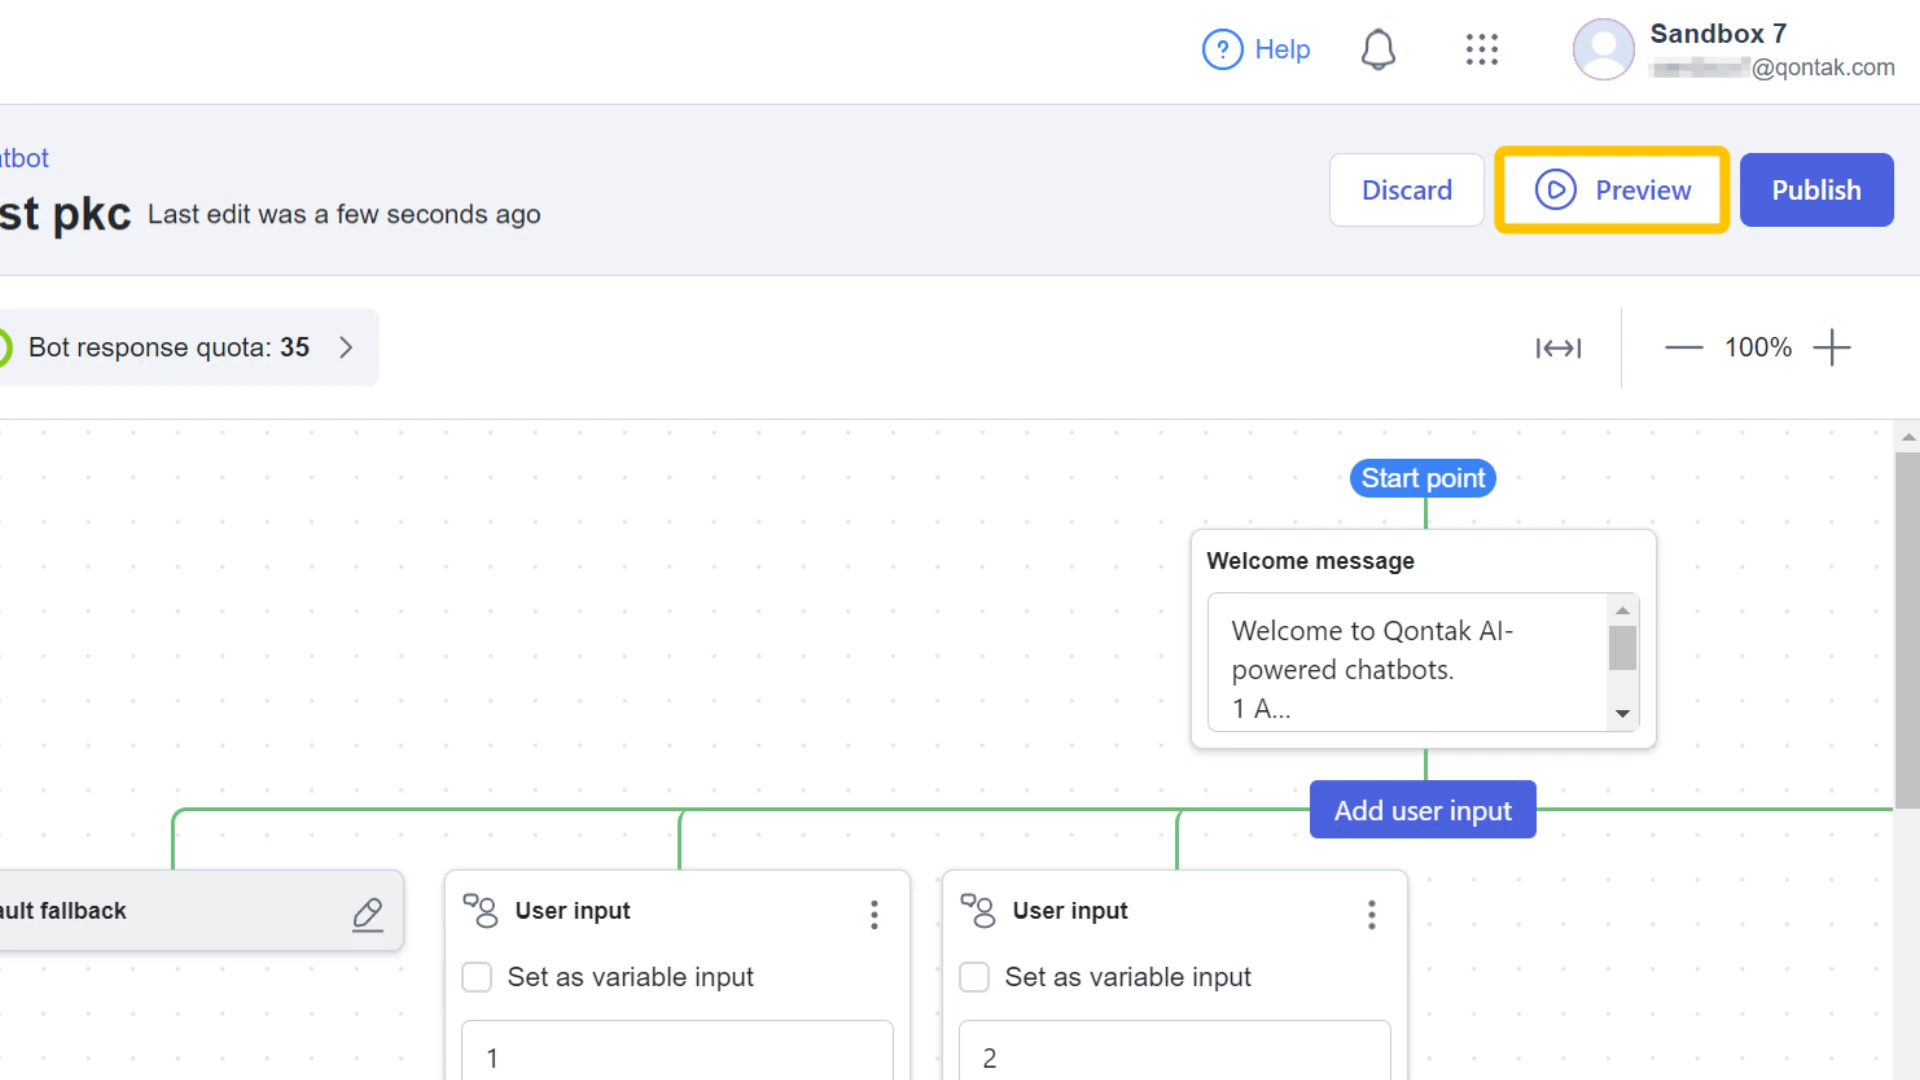 Help
Sandbox 7
@qontak.com
tbot
st pkc Last edit was a few seconds ago
Discard
Preview
Publish
Bot response quota: 35
100%
Start point
Welcome message
Welcome to Qontak AI-
powered chatbots.
1 A...
Add user input
ult fallback
User input
User input
Set as variable input
Set as variable input
1
2